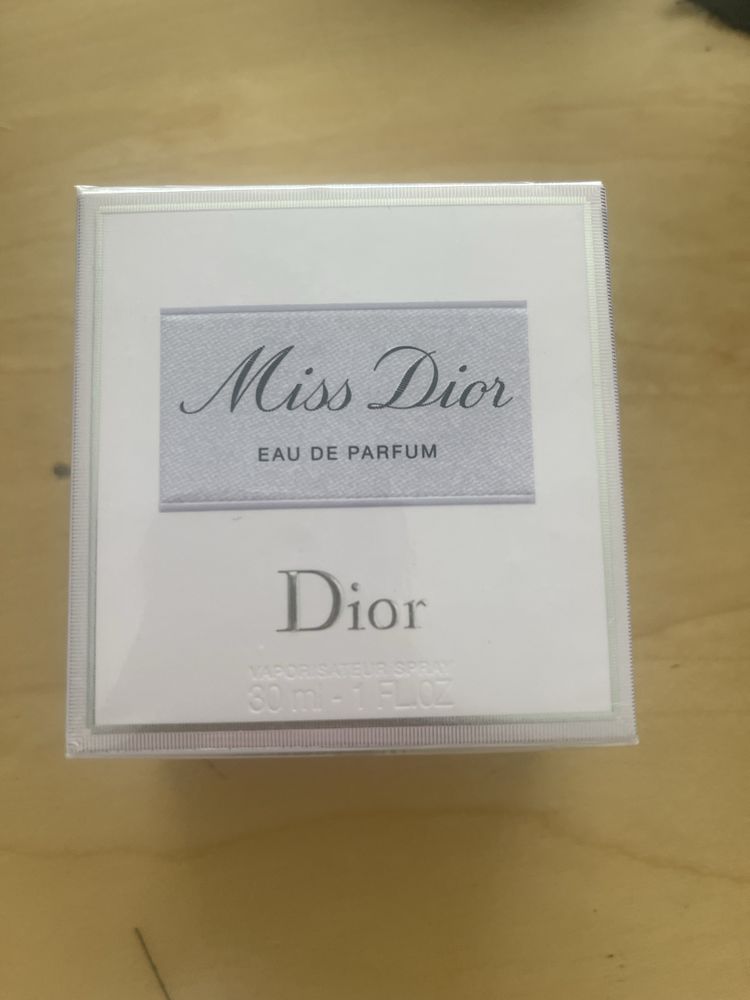 Miss Dior
EAU DE PARFUM
Dior
VAPORISATEUR SPRAY
30 ml - 1 FL.OZ